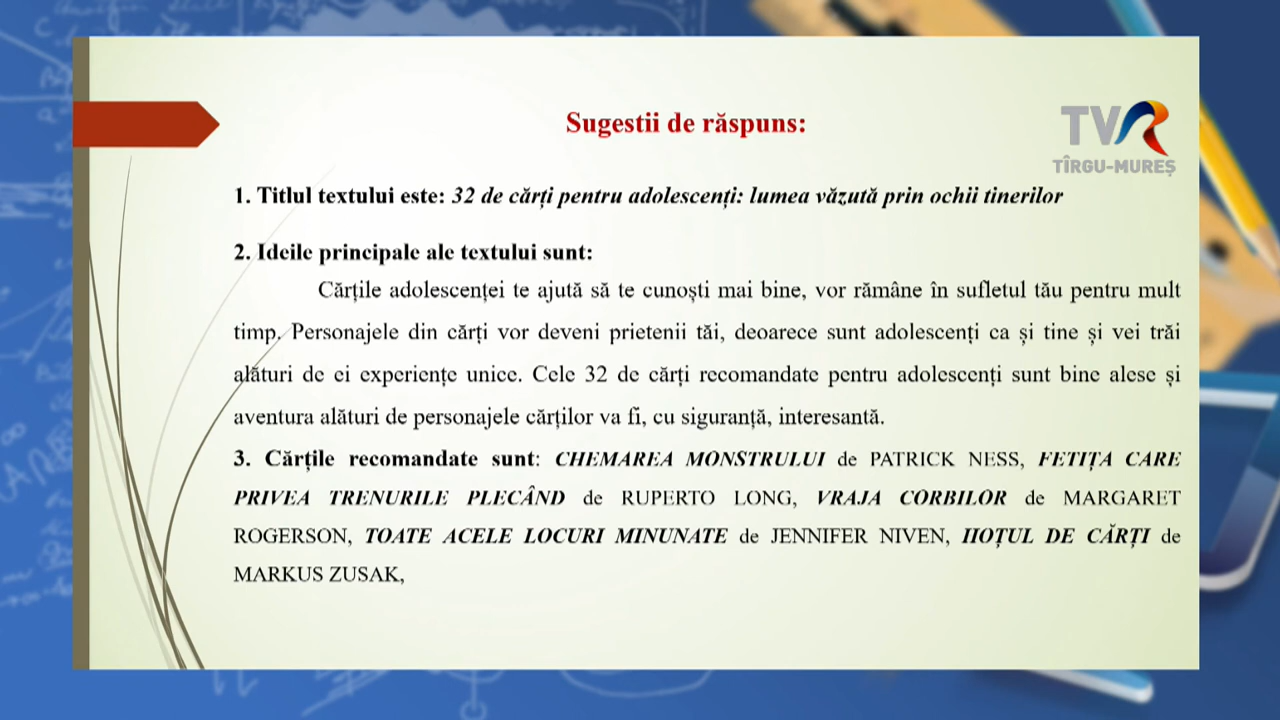 Sugestii de răspuns:
TVR
TÎRGU-MUREȘ
1. Titlul textului este: 32 de cărți pentru adolescenți: lumea văzută prin ochii tinerilor
2. Ideile principale ale textului sunt:
Cărțile adolescenței te ajută să te cunoști mai bine, vor rămâne în sufletul tău pentru mult
timp. Personajele din cărți vor deveni prietenii tăi, deoarece sunt adolescenți ca și tine și vei trăi
alături de ei experiențe unice. Cele 32 de cărți recomandate pentru adolescenți sunt bine alese și
aventura alături de personajele cărților va fi, cu siguranță, interesantă.
3. Cărțile recomandate sunt: CHEMAREA MONSTRULUI de PATRICK NESS, FETIȚA CARE
PRIVEA TRENURILE PLECÂND de RUPERTO LONG, VRAJA CORBILOR de MARGARET
ROGERSON, TOATE ACELE LOCURI MINUNATE de JENNIFER NIVEN, HOȚUL DE CĂRȚI de
MARKUS ZUSAK,